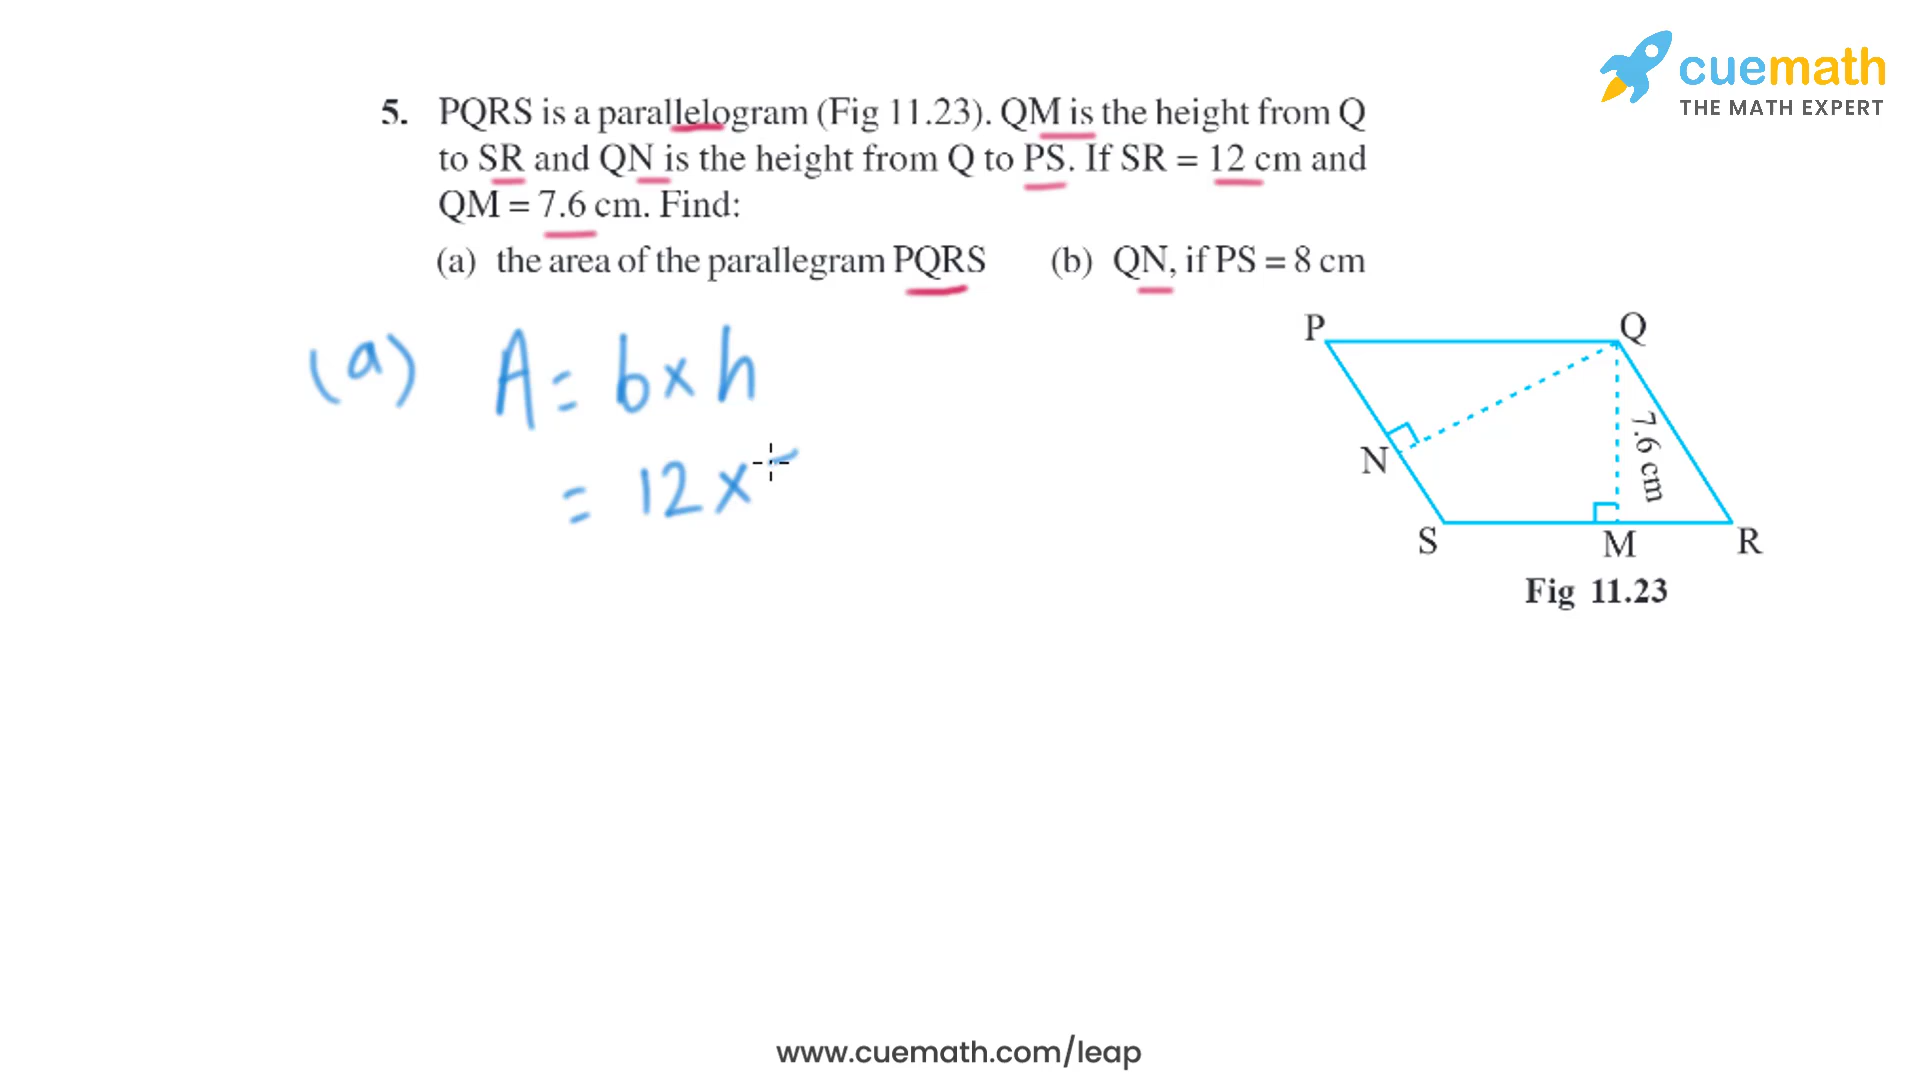 cuemath
THE MATH EXPERT
5. PQRS is a parallelogram (Fig 11.23). QM is the height from Q
to SR and QN is the height from Q to PS. If SR = 12 cm and
QM = 7.6 cm. Find:
(a) the area of the parallegram PQRS (b) QN, if PS = 8 cm
(a) A = b × h
= 12 ×
P
Q
7.6 cm
N
S
M
R
Fig 11.23
www.cuemath.com/leap